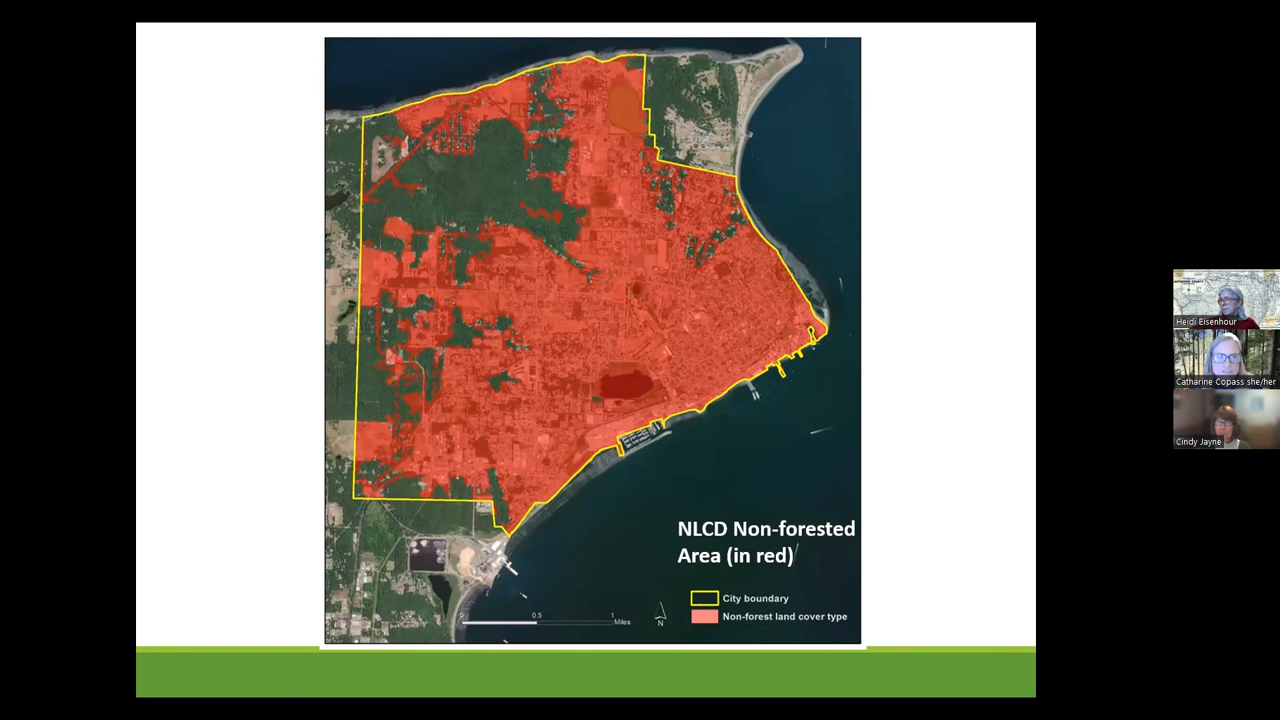 NLCD Non-forested
Area (in red)
City boundary
Non-forest land cover type
0
0.5
1
Miles
N
Heidi Eisenhour
Catharine Copass she/her
Cindy Jayne